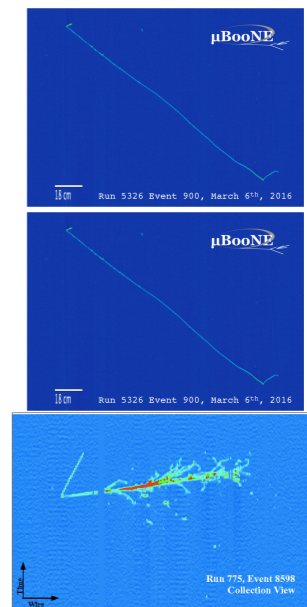 μBooNE
18 cm
Run 5326 Event 900, March 6th, 2016
μBooNE
18 cm
Run 5326 Event 900, March 6th, 2016
Time
Wire
Run 775, Event 8598
Collection View